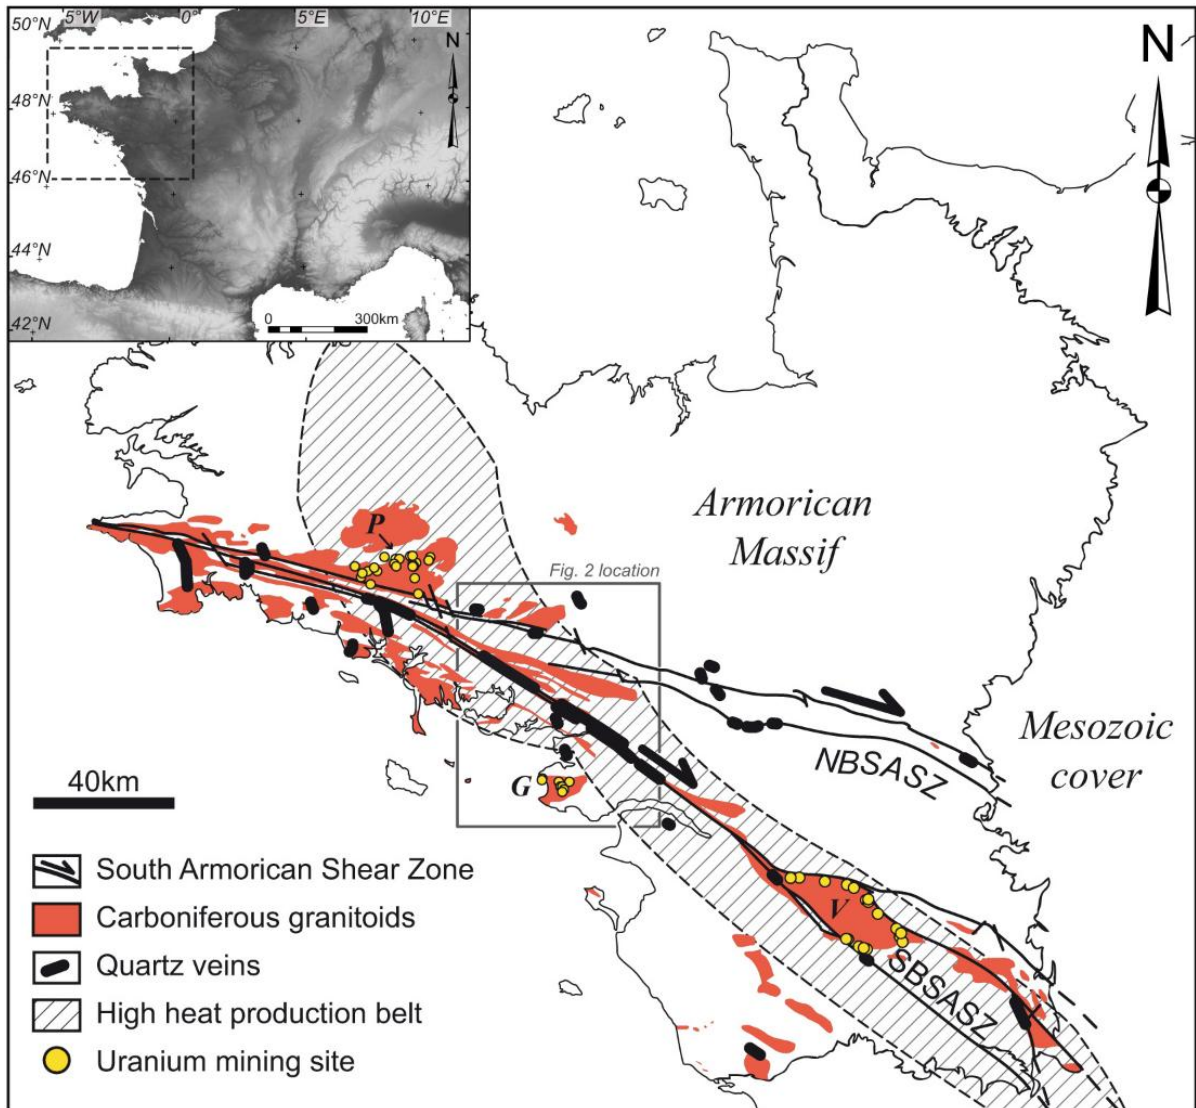 50°N
5°W
0°
5°E
10°E
N
48°N
46°N
44°N
42°N
0
300km
N
Armorican
Massif
P
Fig. 2 location
Mesozoic
cover
NBSASZ
40km
G
V
SBSASZ
South Armorican Shear Zone
Carboniferous granitoids
Quartz veins
High heat production belt
Uranium mining site